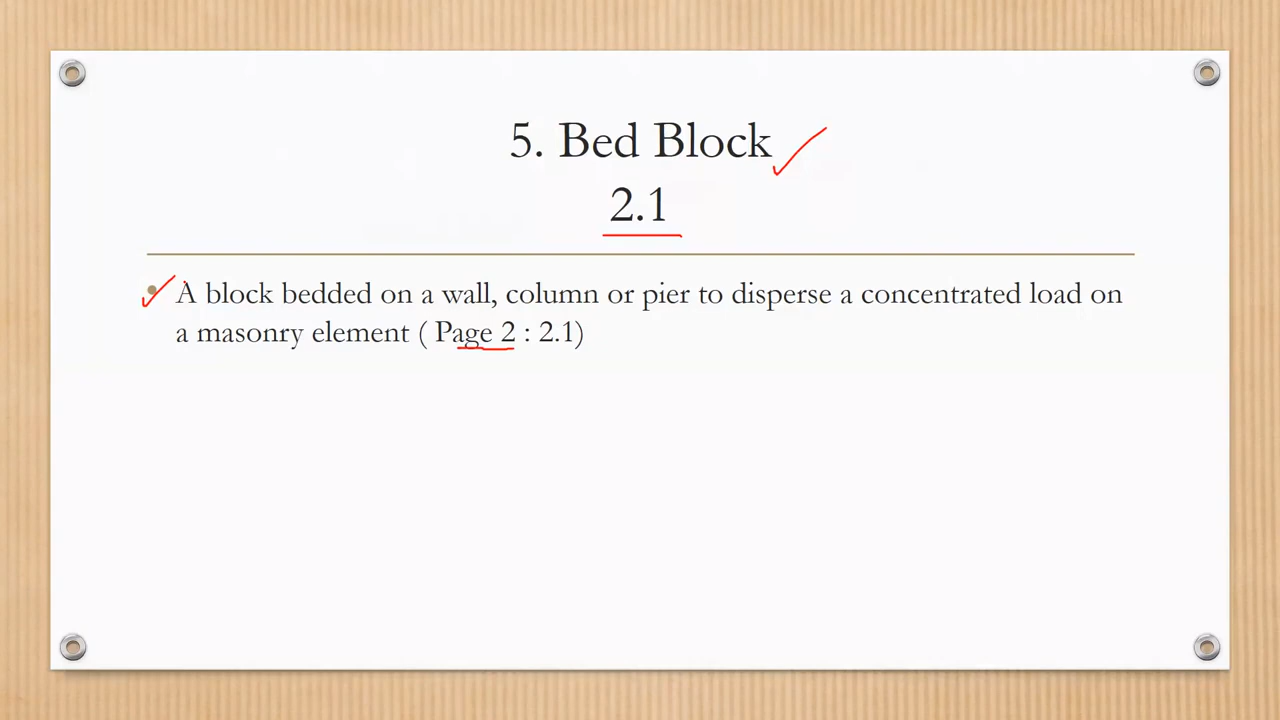 5. Bed Block
2.1
A block bedded on a wall, column or pier to disperse a concentrated load on
a masonry element ( Page 2 : 2.1)